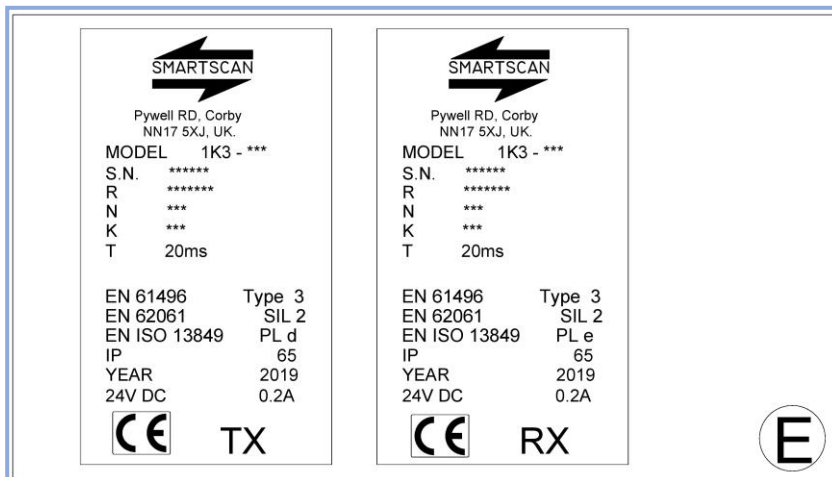 SMARTSCAN
Pywell RD, Corby
NN17 5XJ, UK.
MODEL 1K3 - ***
S.N. ******
R *******
N ***
K ***
T 20ms
EN 61496 Type 3
EN 62061 SIL 2
EN ISO 13849 PL d
IP 65
YEAR 2019
24V DC 0.2A
CE TX
SMARTSCAN
Pywell RD, Corby
NN17 5XJ, UK.
MODEL 1K3 - ***
S.N. ******
R *******
N ***
K ***
T 20ms
EN 61496 Type 3
EN 62061 SIL 2
EN ISO 13849 PL e
IP 65
YEAR 2019
24V DC 0.2A
CE RX
E